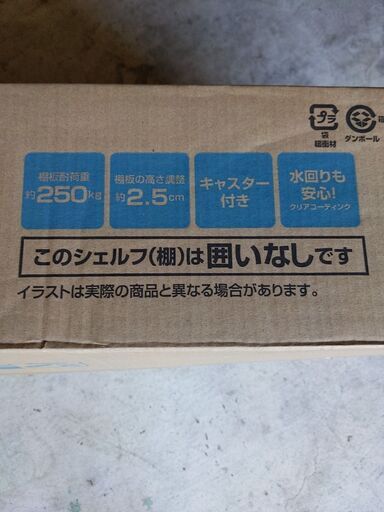 プラ
袋
緩衝材
ダンボール
棚板耐荷重
約250kg
棚板の高さ調整
約2.5cm
キャスター
付き
水回りも
安心!
クリアコーティング
このシェルフ(棚)は囲いなしです
イラストは実際の商品と異なる場合があります。